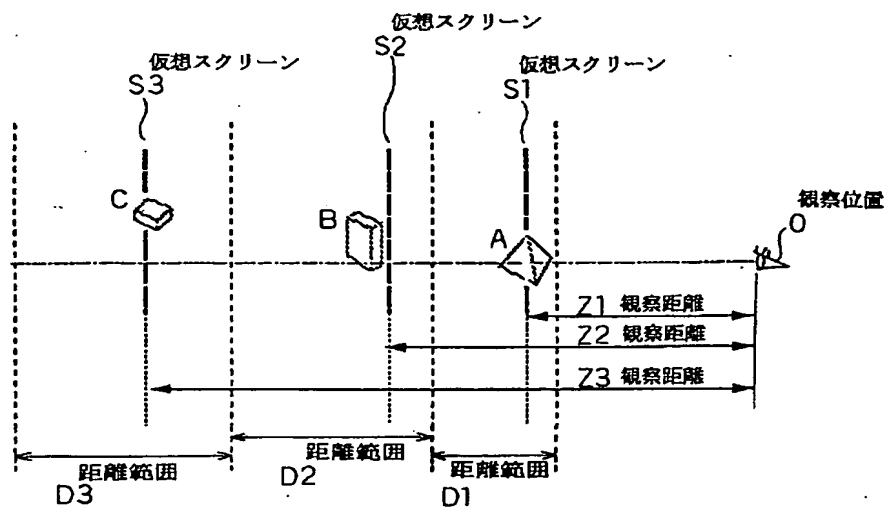 仮想スクリーン
S2
仮想スクリーン
S3
仮想スクリーン
S1
C
B
A
観察位置
O
Z1 観察距離
Z2 観察距離
Z3 観察距離
距離範囲
D3
距離範囲
D2
距離範囲
D1